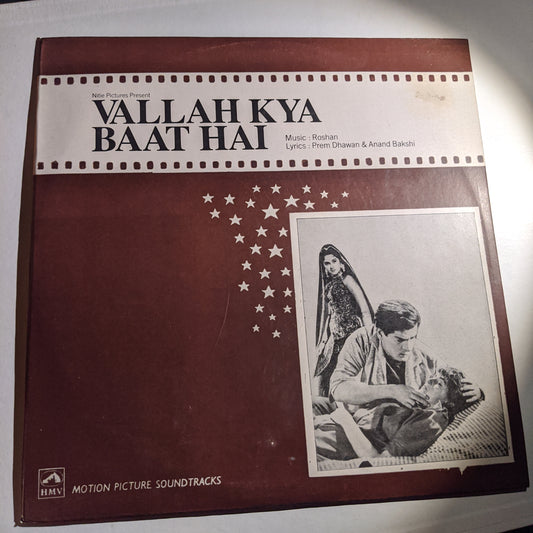 Nitie Pictures Present
VALLAH KYA
BAAT HAI
Music : Roshan
Lyrics : Prem Dhawan & Anand Bakshi
HMV
MOTION PICTURE SOUNDTRACKS